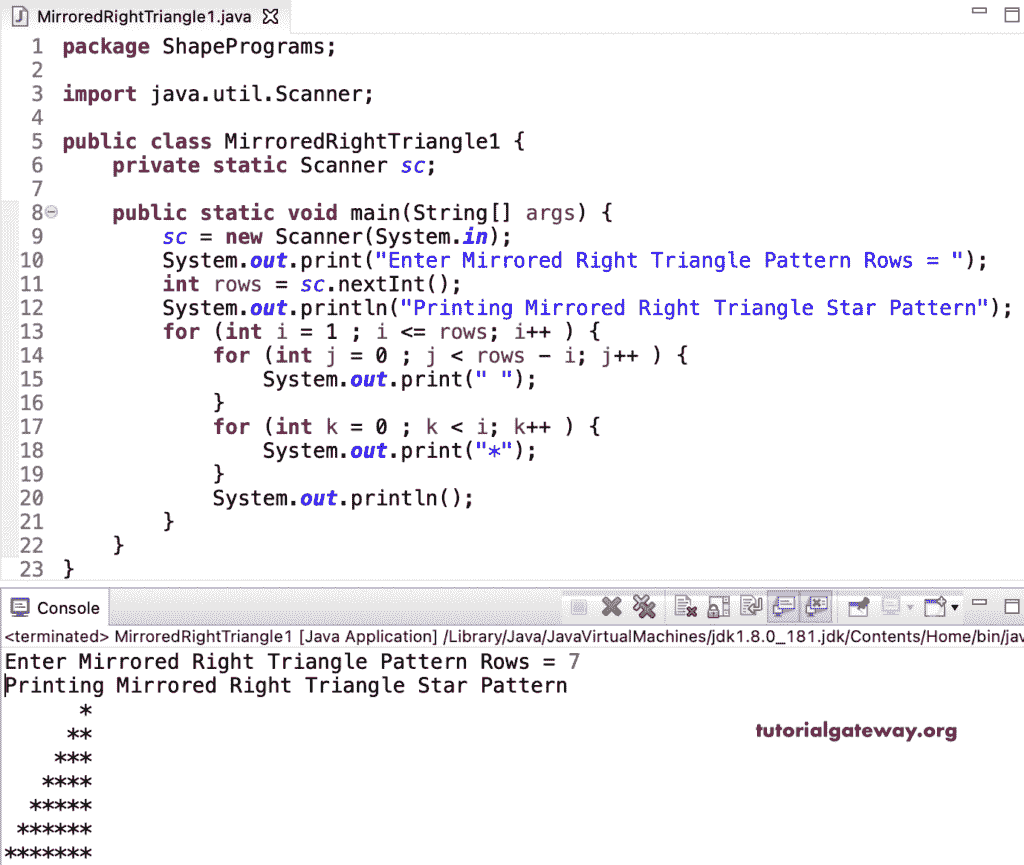 MirroredRightTriangle1.java
1 package ShapePrograms;
2
3 import java.util.Scanner;
4
5 public class MirroredRightTriangle1 {
6     private static Scanner sc;
7
8     public static void main(String[] args) {
9         sc = new Scanner(System.in);
10         System.out.print("Enter Mirrored Right Triangle Pattern Rows = ");
11         int rows = sc.nextInt();
12         System.out.println("Printing Mirrored Right Triangle Star Pattern");
13         for (int i = 1 ; i <= rows; i++ ) {
14             for (int j = 0 ; j < rows - i; j++ ) {
15                 System.out.print(" ");
16             }
17             for (int k = 0 ; k < i; k++ ) {
18                 System.out.print("*");
19             }
20             System.out.println();
21         }
22     }
23 }
Console
<terminated> MirroredRightTriangle1 [Java Application] /Library/Java/JavaVirtualMachines/jdk1.8.0_181.jdk/Contents/Home/bin/jav
Enter Mirrored Right Triangle Pattern Rows = 7
Printing Mirrored Right Triangle Star Pattern
      *
     **
    ***
   ****
  *****
 ******
*******
tutorialgateway.org